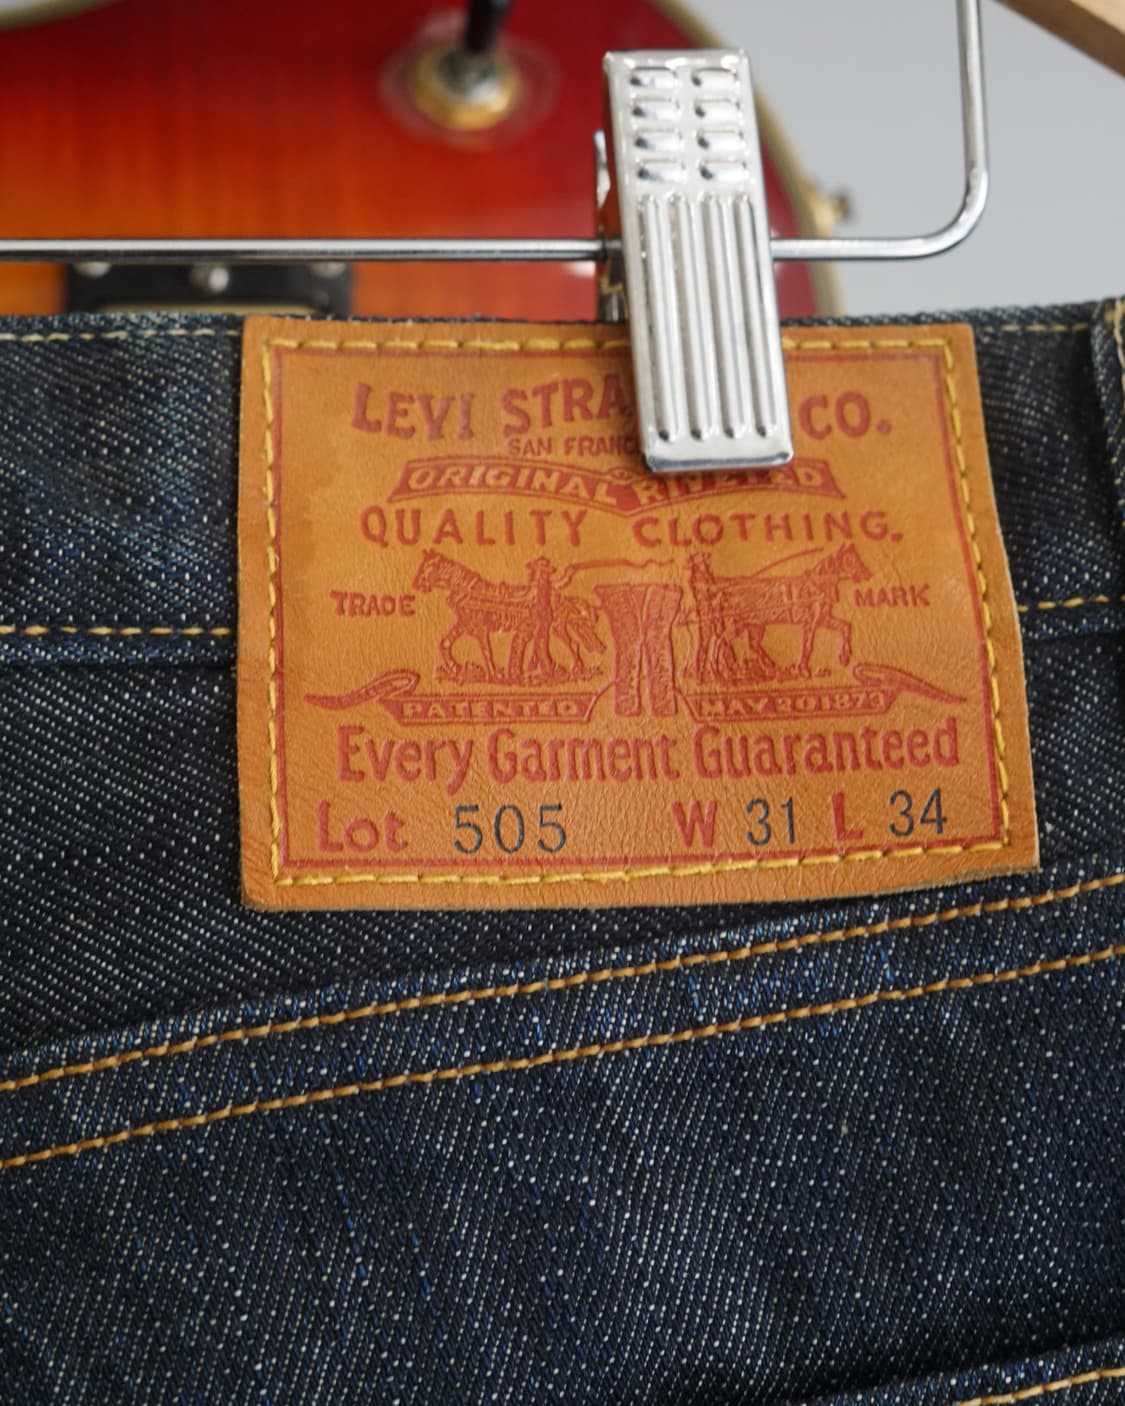 LEVI STRA CO.
SAN FRANC
ORIGINAL RIVETED
QUALITY CLOTHING.
TRADE MARK
PATENTED MAY 20 1873
Every Garment Guaranteed
Lot 505 W 31 L 34